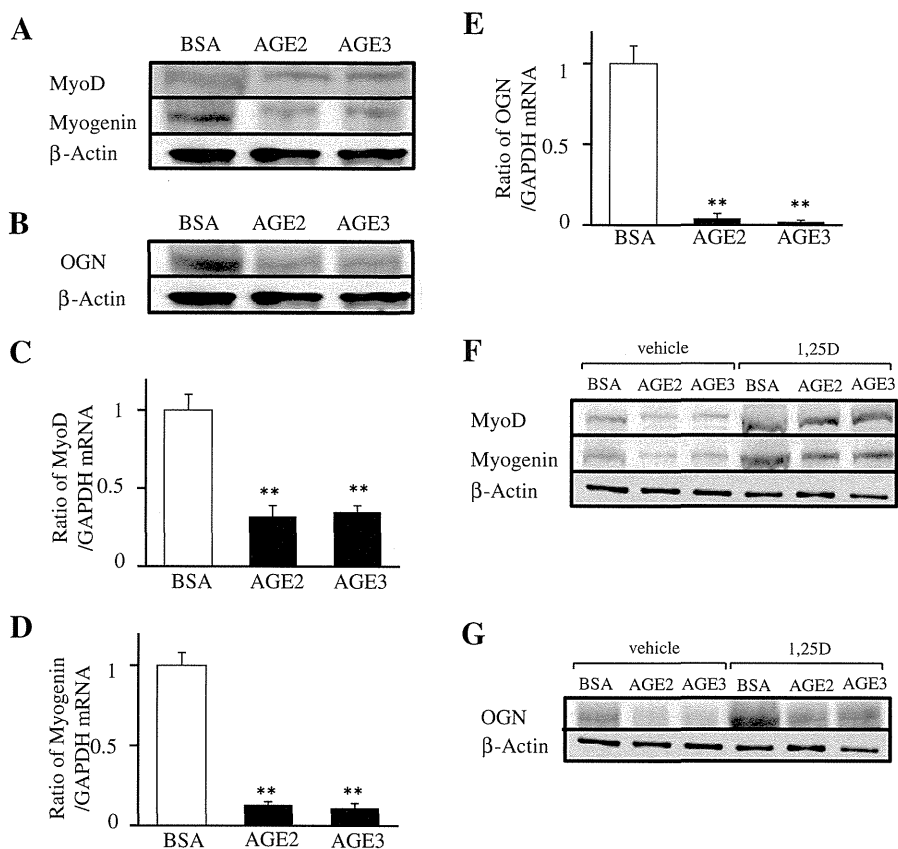 A
BSA AGE2 AGE3
MyoD
Myogenin
β-Actin
B
BSA AGE2 AGE3
OGN
β-Actin
C
Ratio of MyoD
/GAPDH mRNA
1
0.5
0
** **
BSA AGE2 AGE3
D
Ratio of Myogenin
/GAPDH mRNA
1
0.5
0
** **
BSA AGE2 AGE3
E
Ratio of OGN
/GAPDH mRNA
1
0.5
0
** **
BSA AGE2 AGE3
F
vehicle 1,25D
BSA AGE2 AGE3 BSA AGE2 AGE3
MyoD
Myogenin
β-Actin
G
vehicle 1,25D
BSA AGE2 AGE3 BSA AGE2 AGE3
OGN
β-Actin